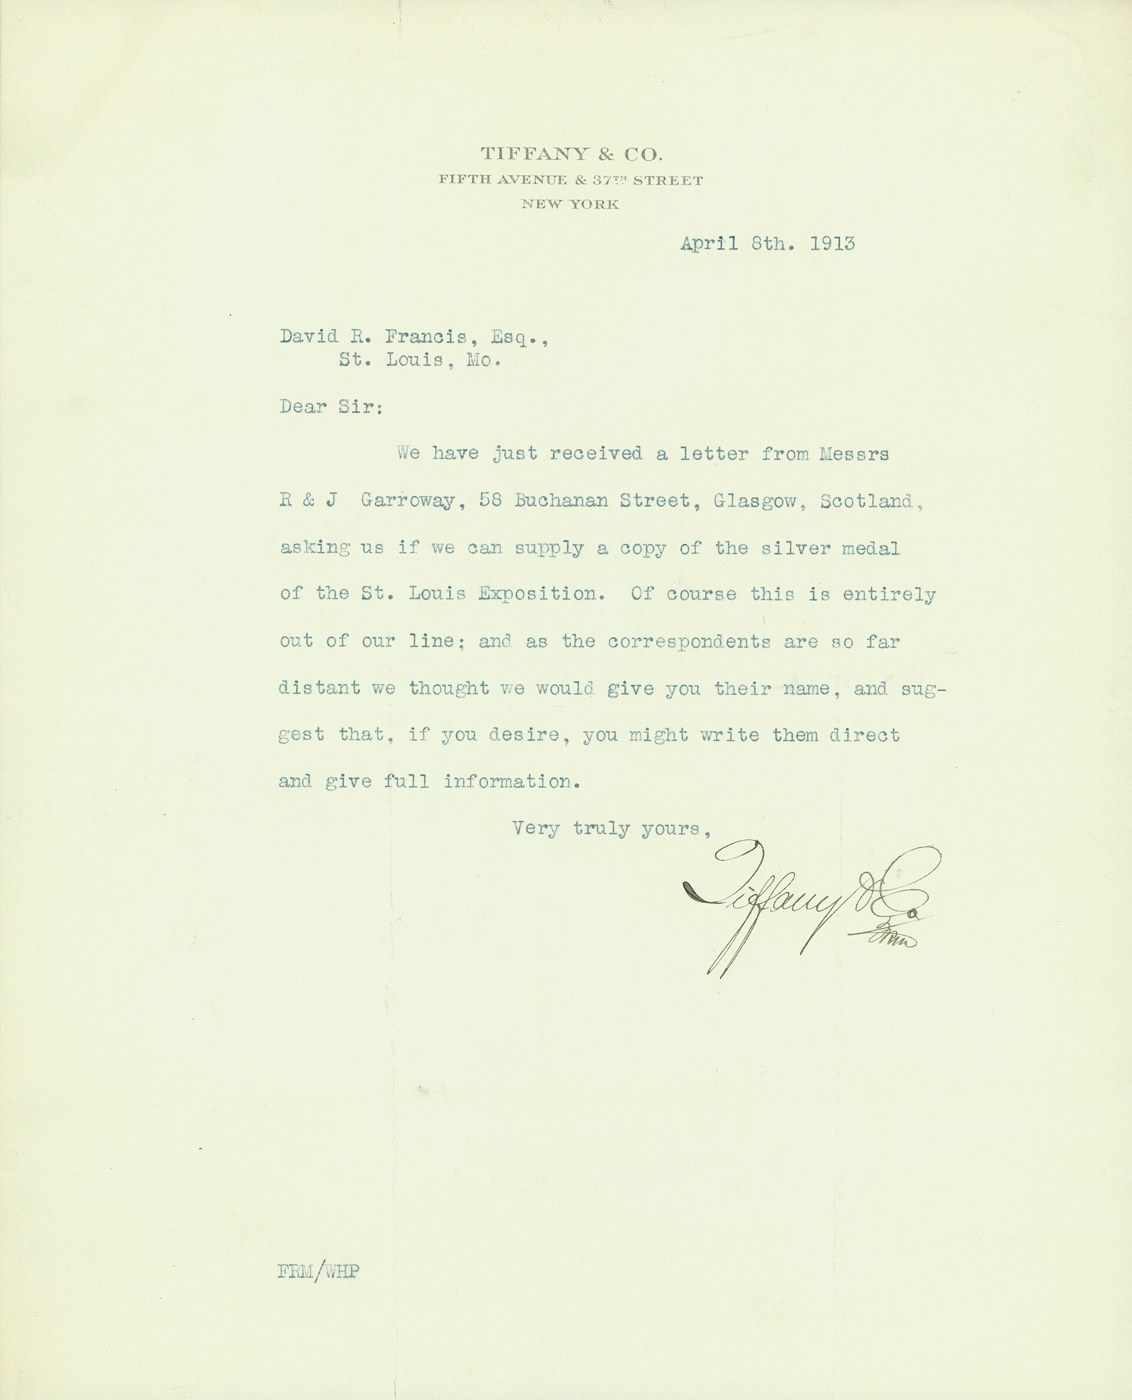 TIFFANY & CO.
FIFTH AVENUE & 37TH STREET
NEW YORK
April 8th. 1913
David R. Francis, Esq.,
St. Louis, Mo.
Dear Sir:
We have just received a letter from Messrs
R & J Garroway, 58 Buchanan Street, Glasgow, Scotland,
asking us if we can supply a copy of the silver medal
of the St. Louis Exposition. Of course this is entirely
out of our line; and as the correspondents are so far
distant we thought we would give you their name, and sug-
gest that, if you desire, you might write them direct
and give full information.
Very truly yours,
Tiffany & Co
FRM/WHP